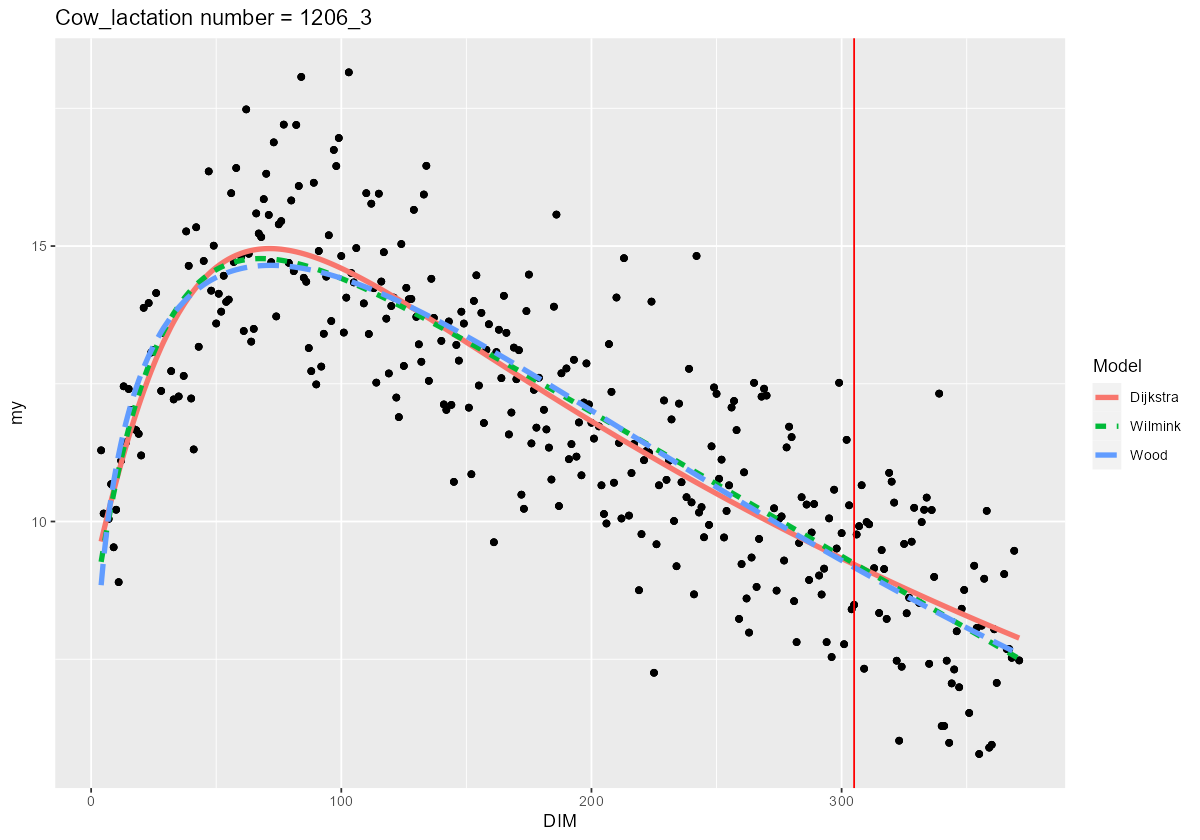 Cow_lactation number = 1206_3
15
10
my
0 100 200 300
DIM
Model
Dijkstra
Wilmink
Wood